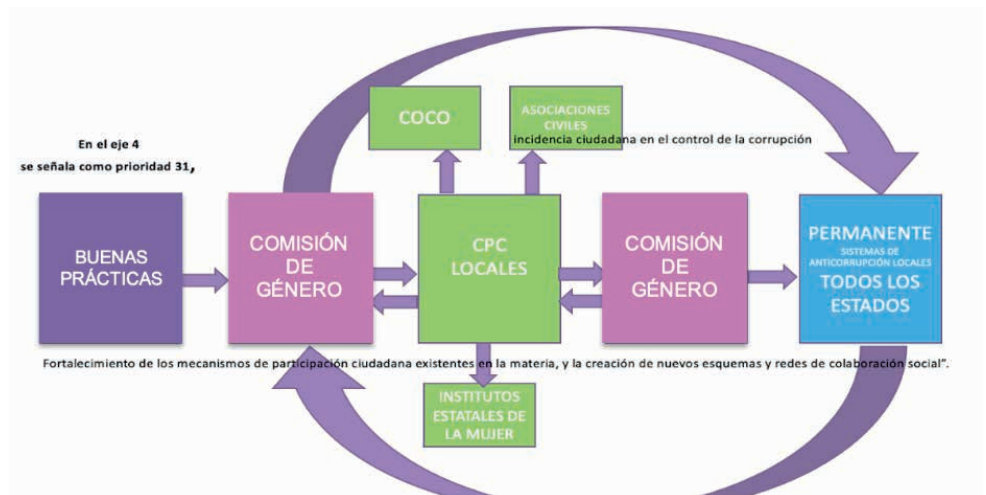 COCO
ASOCIACIONES
CIVILES
incidencia ciudadana en el control de la corrupción
En el eje 4
se señala como prioridad 31,
BUENAS
PRÁCTICAS
COMISIÓN
DE
GÉNERO
CPC
LOCALES
COMISIÓN
DE
GÉNERO
PERMANENTE
SISTEMAS DE
ANTICORRUPCIÓN LOCALES
TODOS LOS
ESTADOS
Fortalecimiento de los mecanismos de participación ciudadana existentes en la materia, y la creación de nuevos esquemas y redes de colaboración social”.
INSTITUTOS
ESTATALES DE
LA MUJER